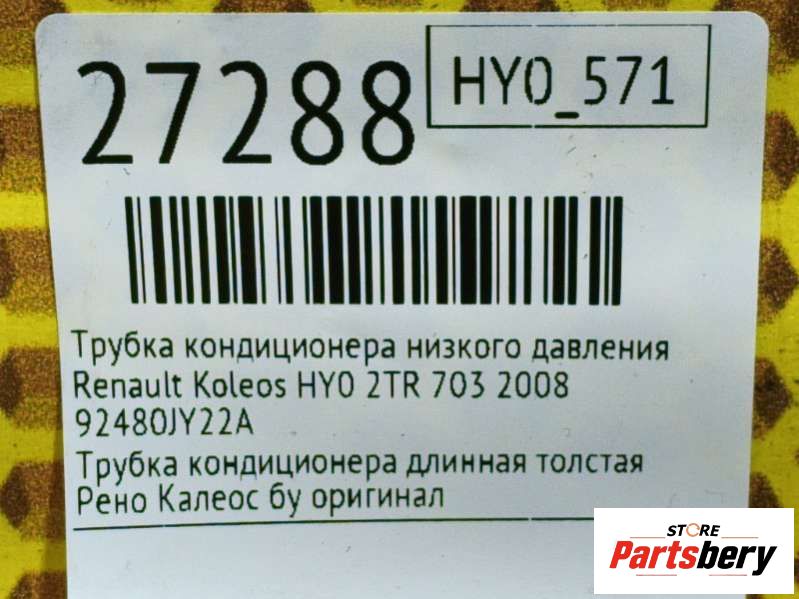 27288
HY0_571
Трубка кондиционера низкого давления
Renault Koleos HY0 2TR 703 2008
92480JY22A
Трубка кондиционера длинная толстая
Рено Калеос бу оригинал
STORE
Partsbery